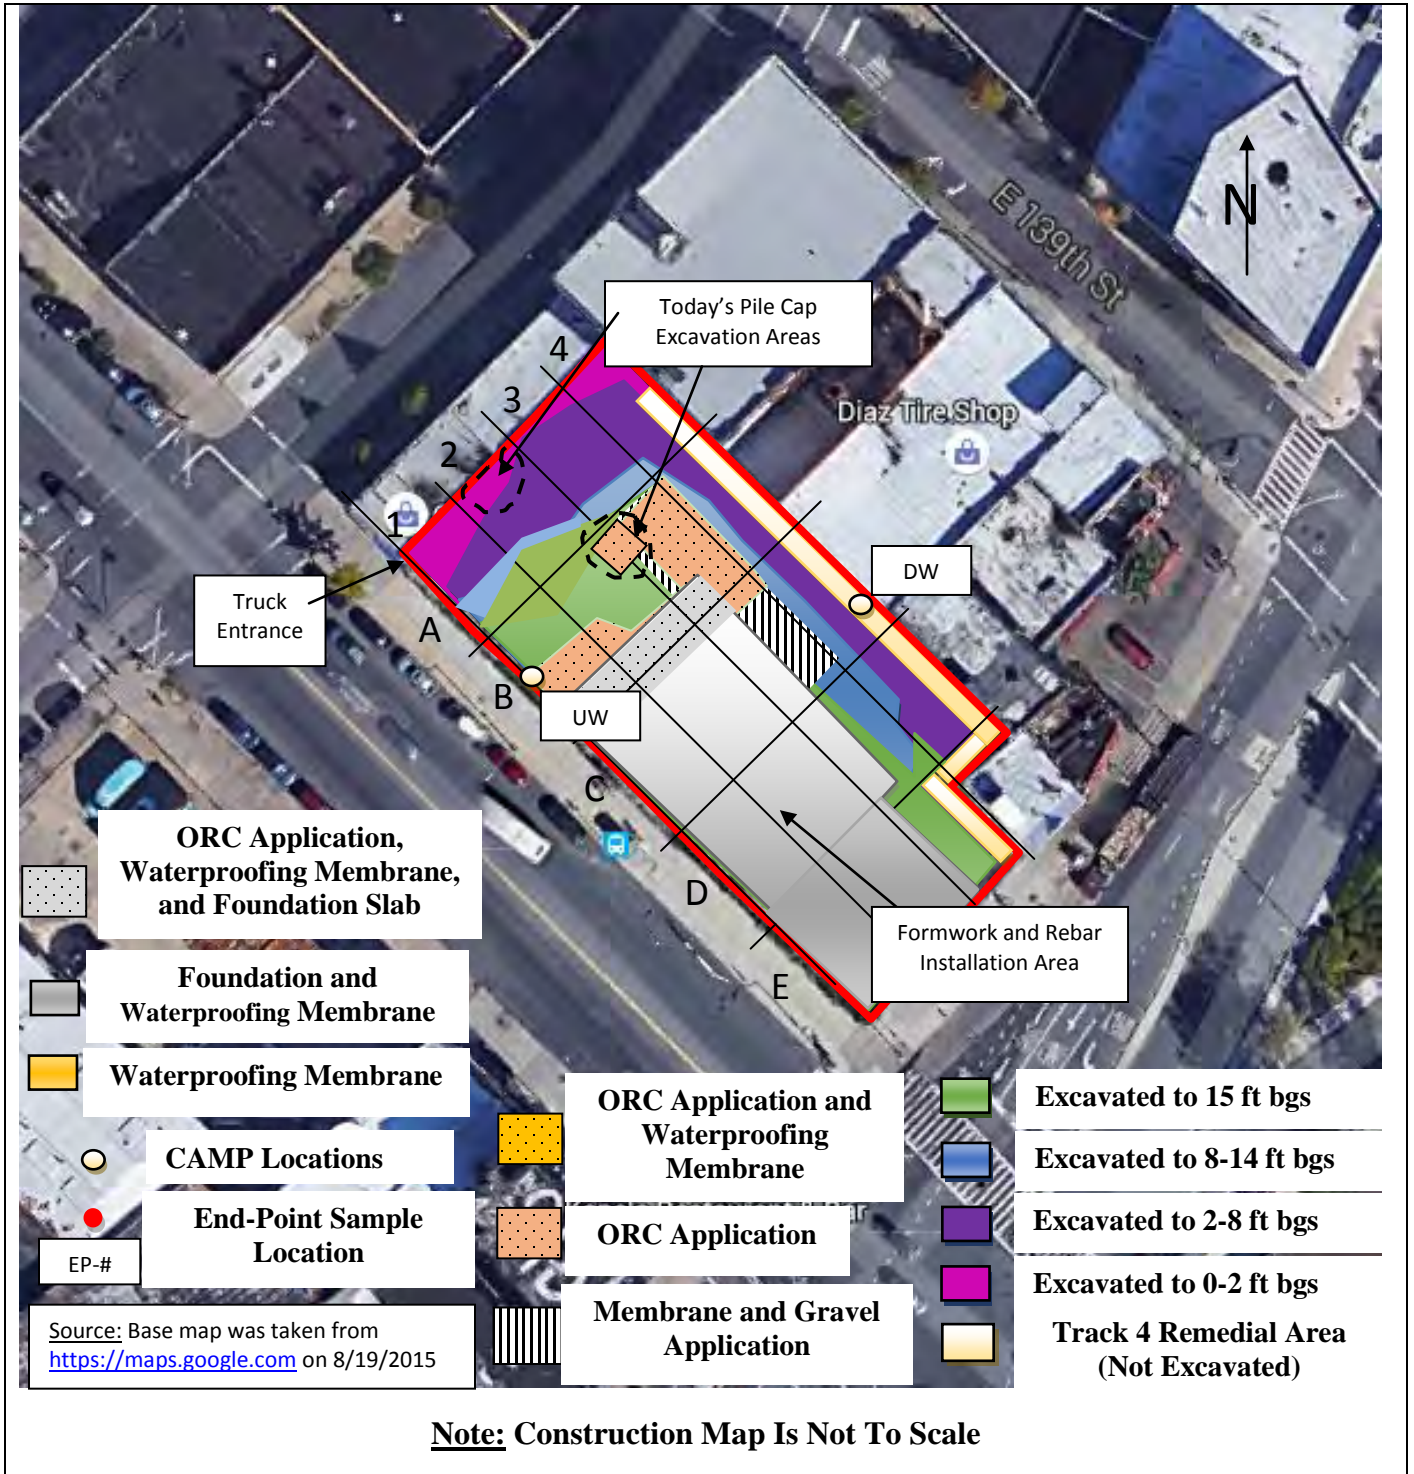 E 139th St
N
Today's Pile Cap
Excavation Areas
4
3
2
1
Diaz Tire Shop
DW
Truck
Entrance
A
B
UW
C
D
E
Formwork and Rebar
Installation Area
ORC Application,
Waterproofing Membrane,
and Foundation Slab
Foundation and
Waterproofing Membrane
Waterproofing Membrane
CAMP Locations
End-Point Sample
Location
EP-#
Source: Base map was taken from
https://maps.google.com on 8/19/2015
ORC Application and
Waterproofing
Membrane
ORC Application
Membrane and Gravel
Application
Excavated to 15 ft bgs
Excavated to 8-14 ft bgs
Excavated to 2-8 ft bgs
Excavated to 0-2 ft bgs
Track 4 Remedial Area
(Not Excavated)
Note: Construction Map Is Not To Scale